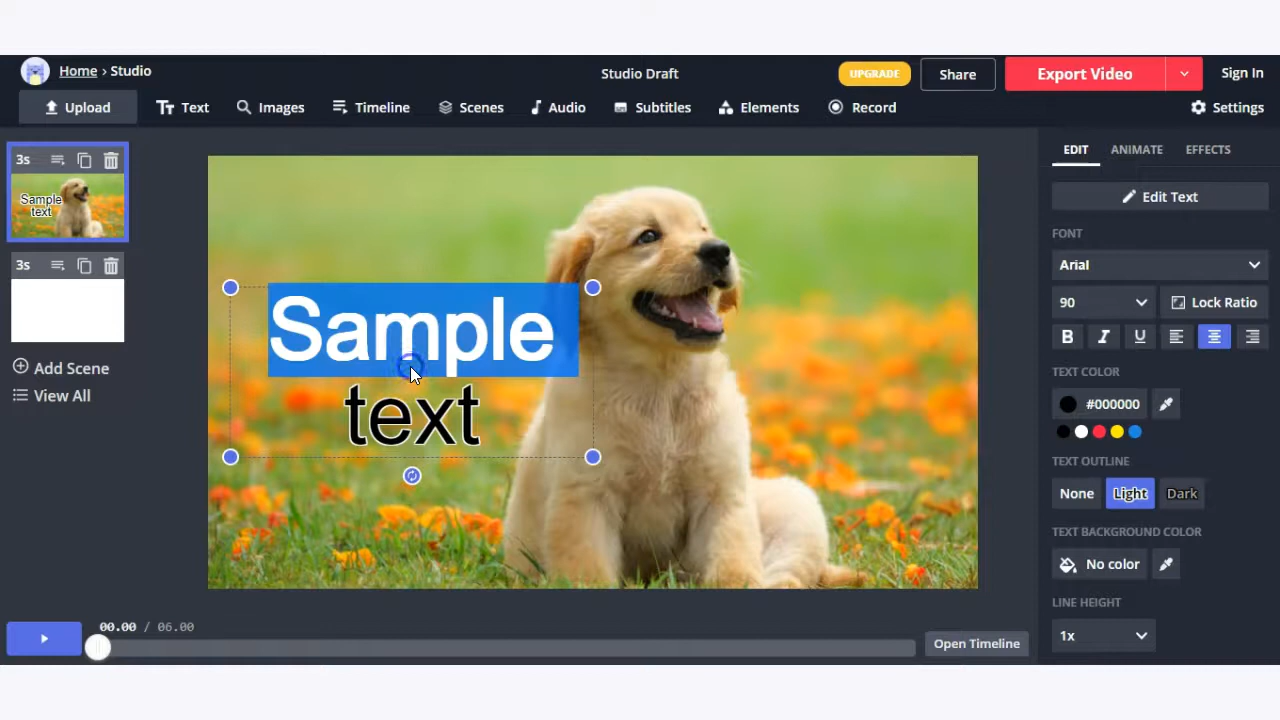 Home › Studio
Studio Draft
UPGRADE
Share
Export Video
Sign In
Upload
Text
Images
Timeline
Scenes
Audio
Subtitles
Elements
Record
Settings
3s
Sample
text
3s
Add Scene
View All
Sample
text
EDIT
ANIMATE
EFFECTS
Edit Text
FONT
Arial
90
Lock Ratio
B I U
TEXT COLOR
#000000
TEXT OUTLINE
None
Light
Dark
TEXT BACKGROUND COLOR
No color
LINE HEIGHT
1x
00.00 / 06.00
Open Timeline